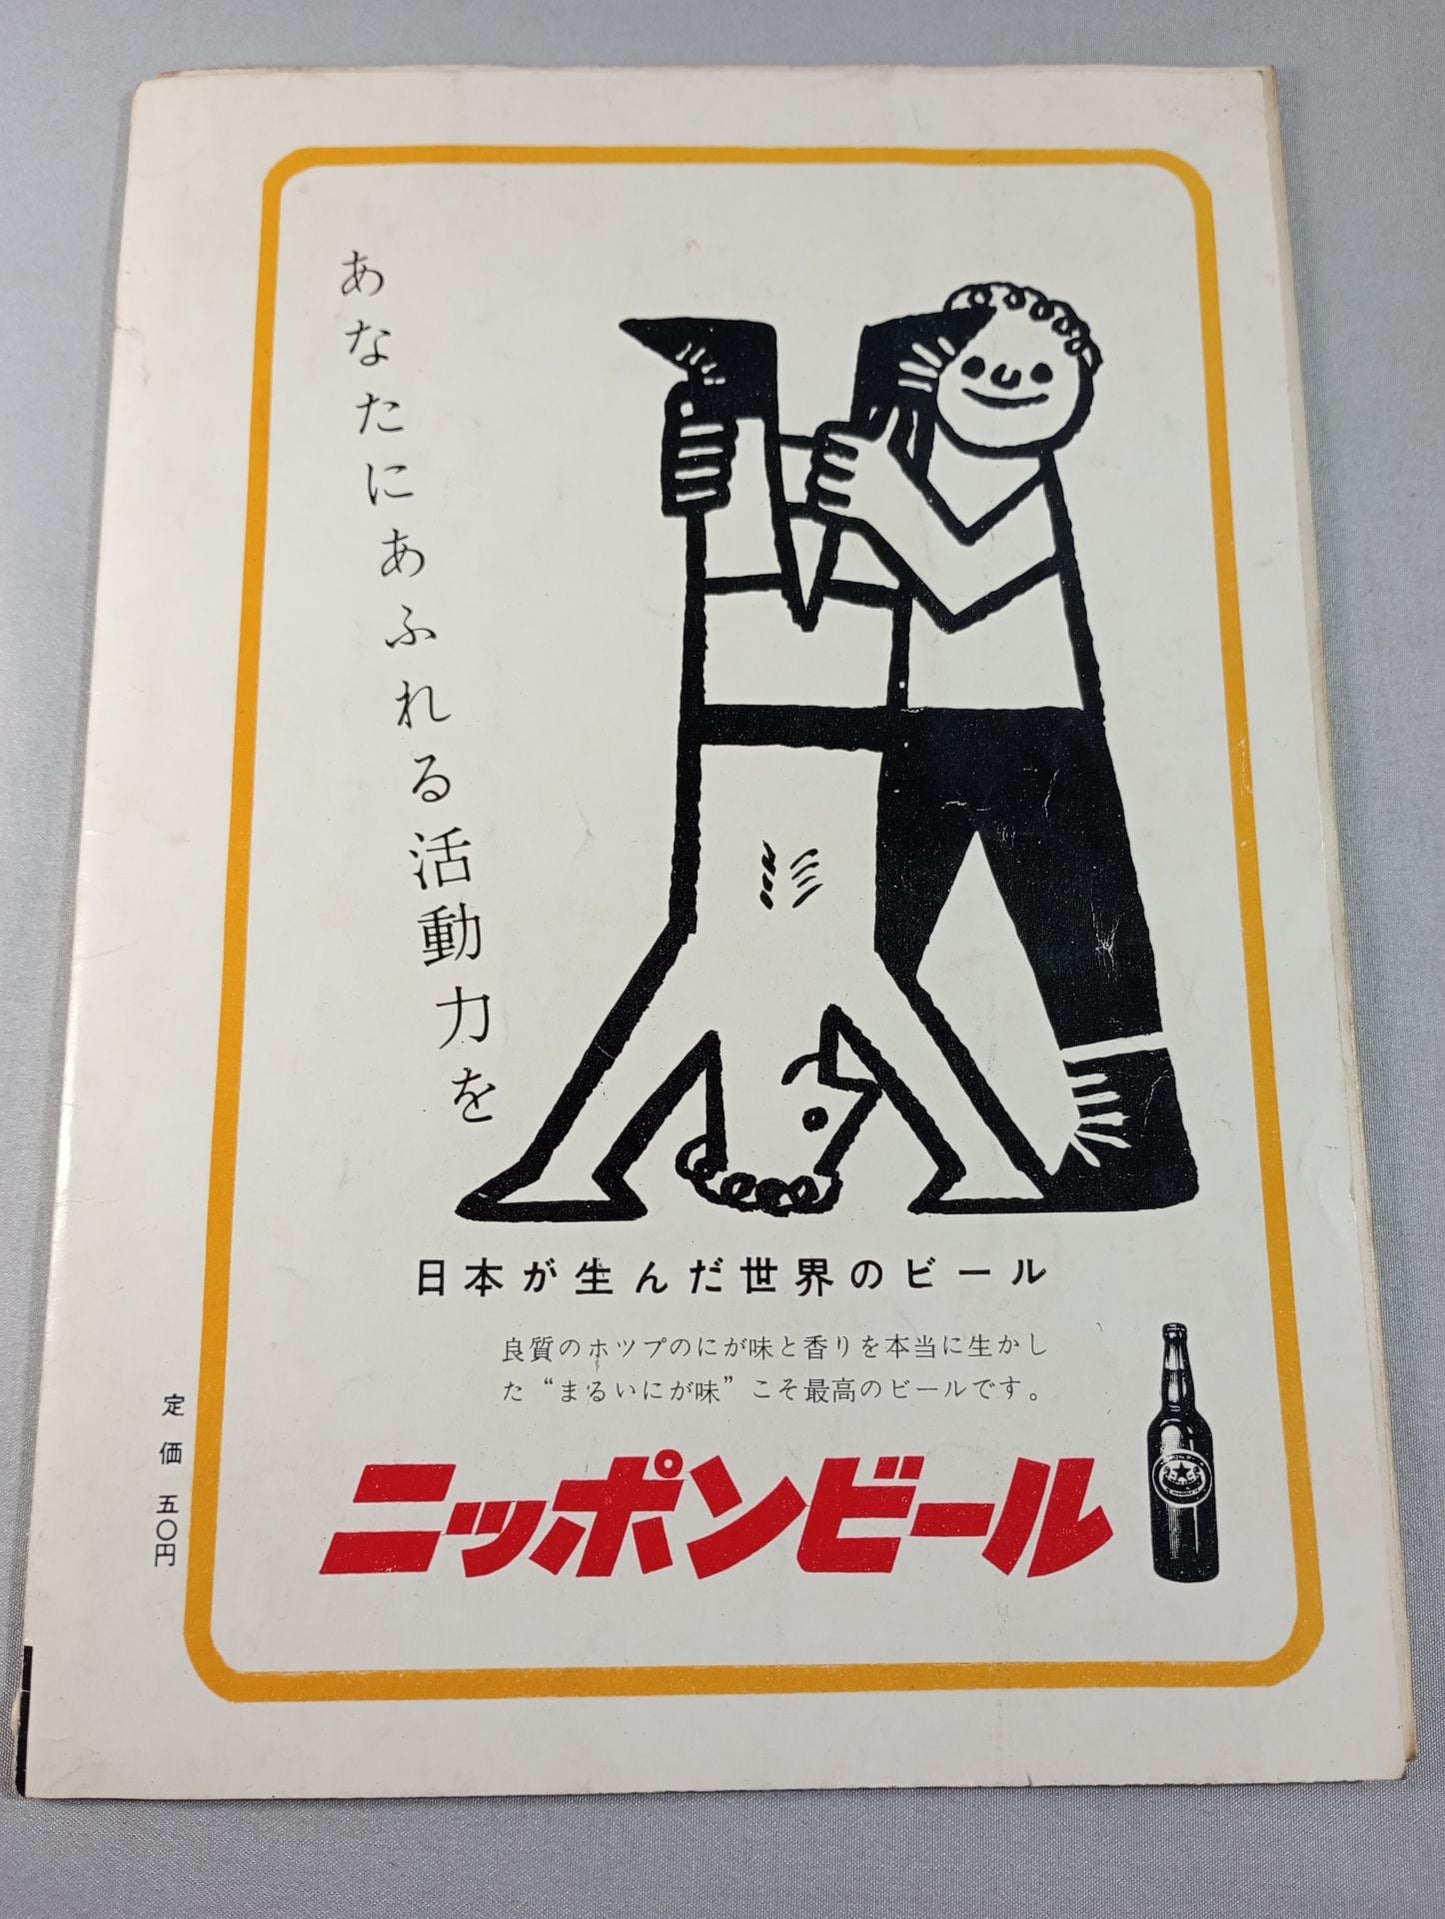 あなたにあふれる活動力を
日本が生んだ世界のビール
良質のホツプのにが味と香りを本当に生かし
た“まるいにが味”こそ最高のビールです。
ニッポンビール
定価 五〇円